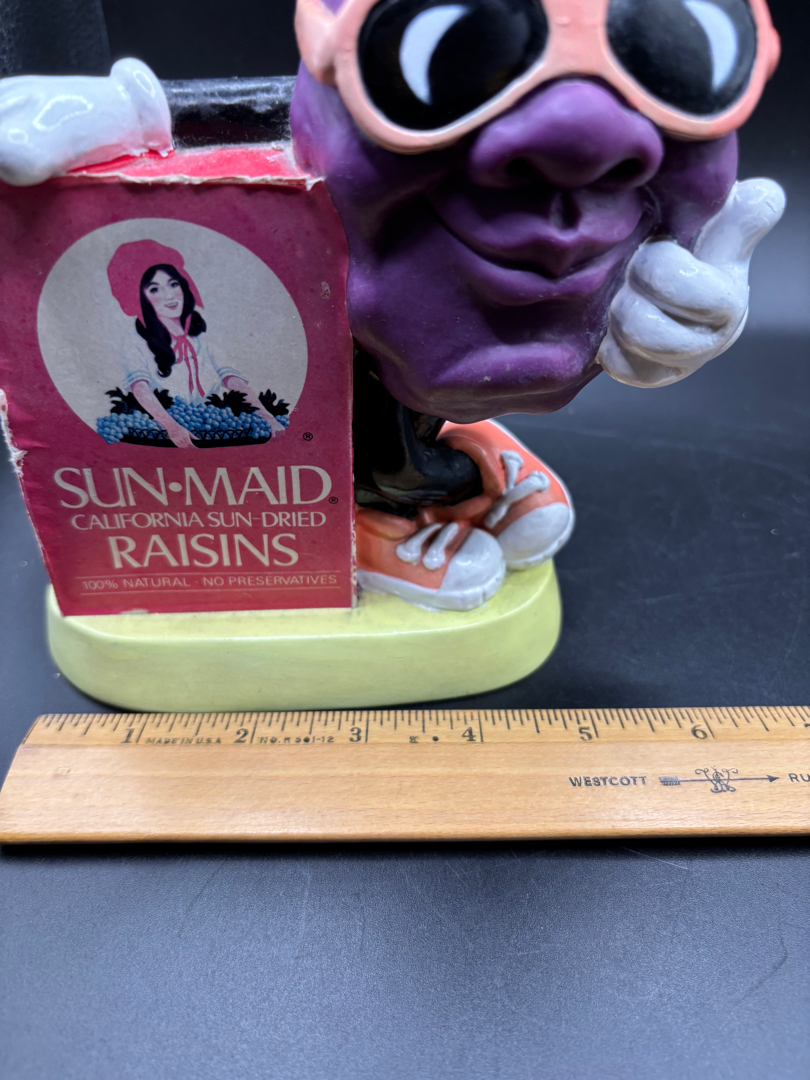 ®
SUN•MAID®
CALIFORNIA SUN-DRIED
RAISINS
100% NATURAL · NO PRESERVATIVES
1 2 3 4 5 6
MADE IN U.S.A.
WESTCOTT RU